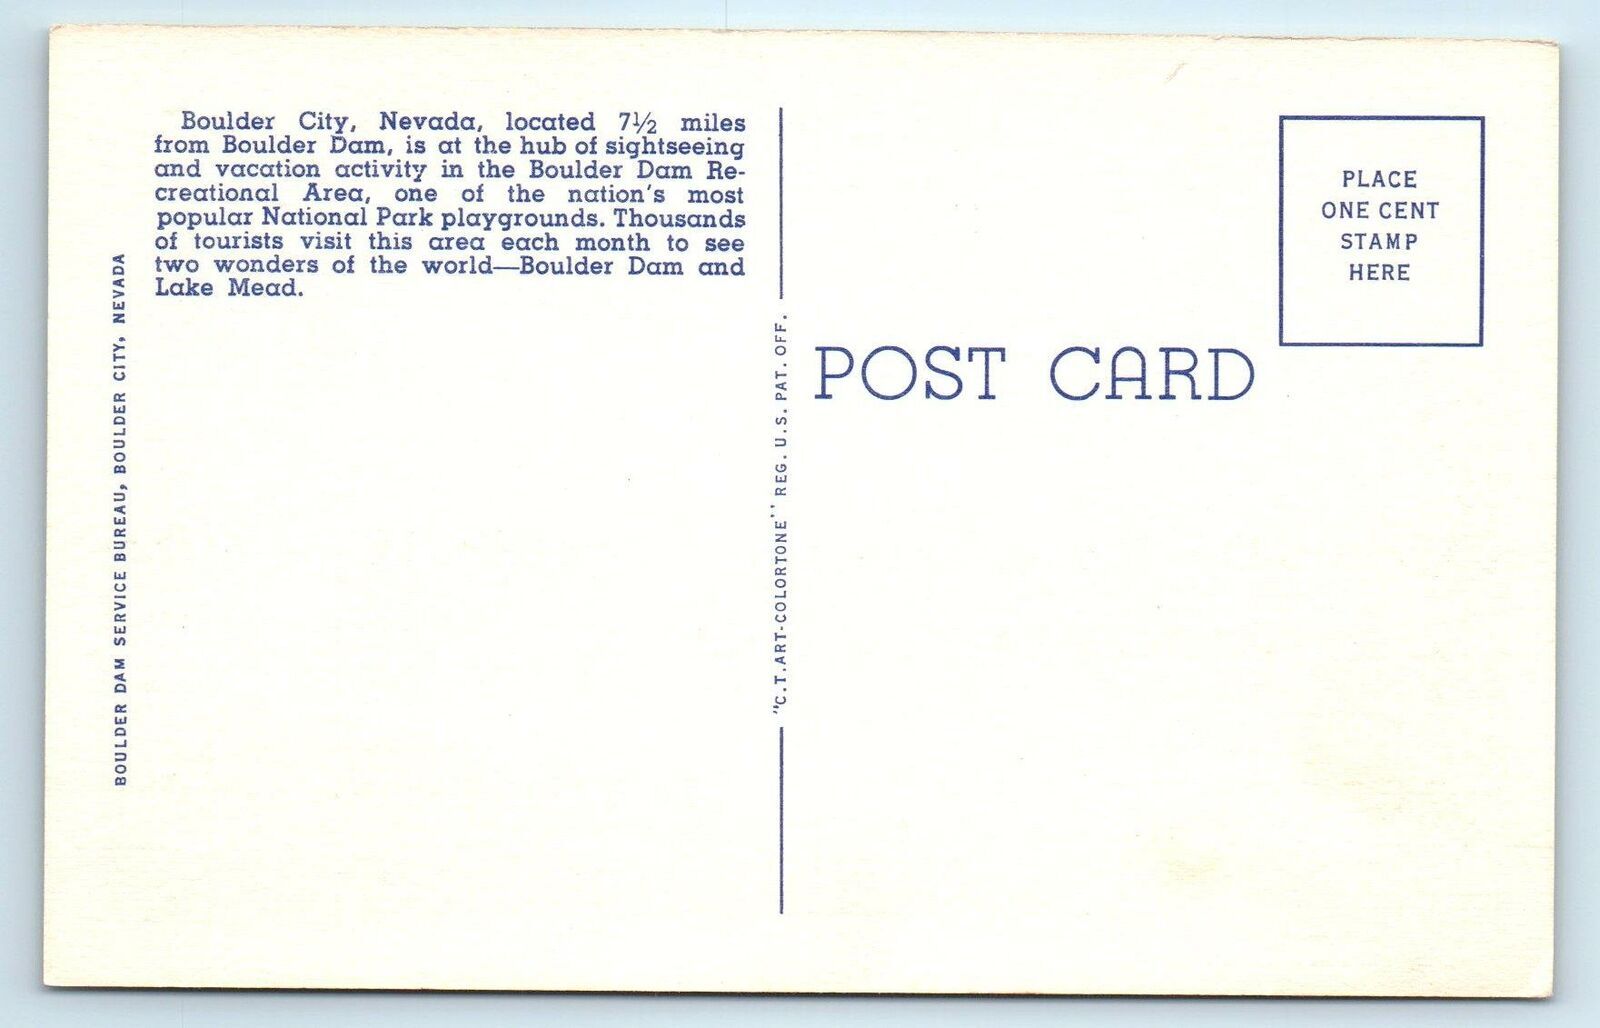 Boulder City, Nevada, located 7½ miles
from Boulder Dam, is at the hub of sightseeing
and vacation activity in the Boulder Dam Re-
creational Area, one of the nation's most
popular National Park playgrounds. Thousands
of tourists visit this area each month to see
two wonders of the world—Boulder Dam and
Lake Mead.
BOULDER DAM SERVICE BUREAU, BOULDER CITY, NEVADA
"C.T.ART-COLORTONE" REG. U.S. PAT. OFF.
POST CARD
PLACE
ONE CENT
STAMP
HERE